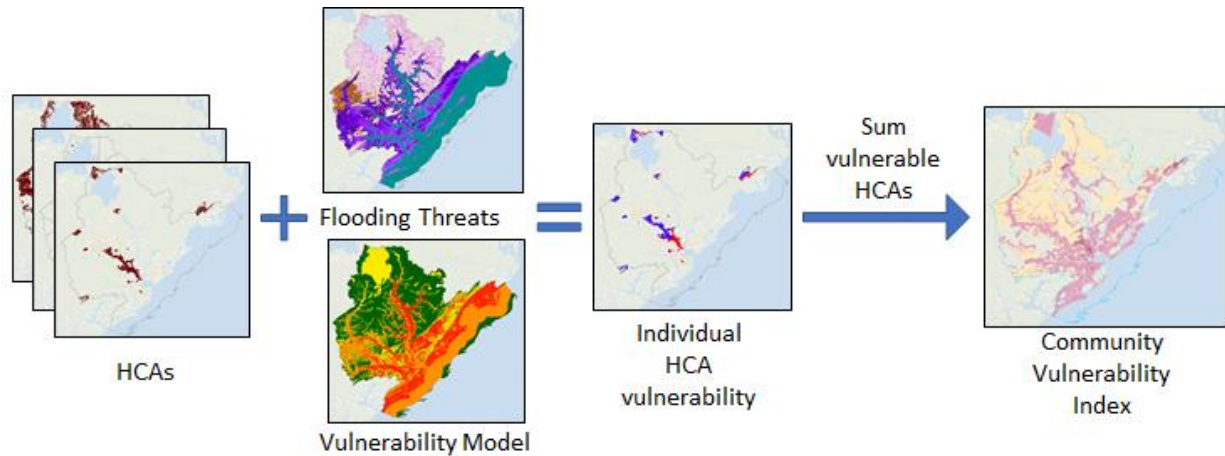 HCAs
Flooding Threats
Vulnerability Model
Individual
HCA
vulnerability
Sum
vulnerable
HCAs
Community
Vulnerability
Index